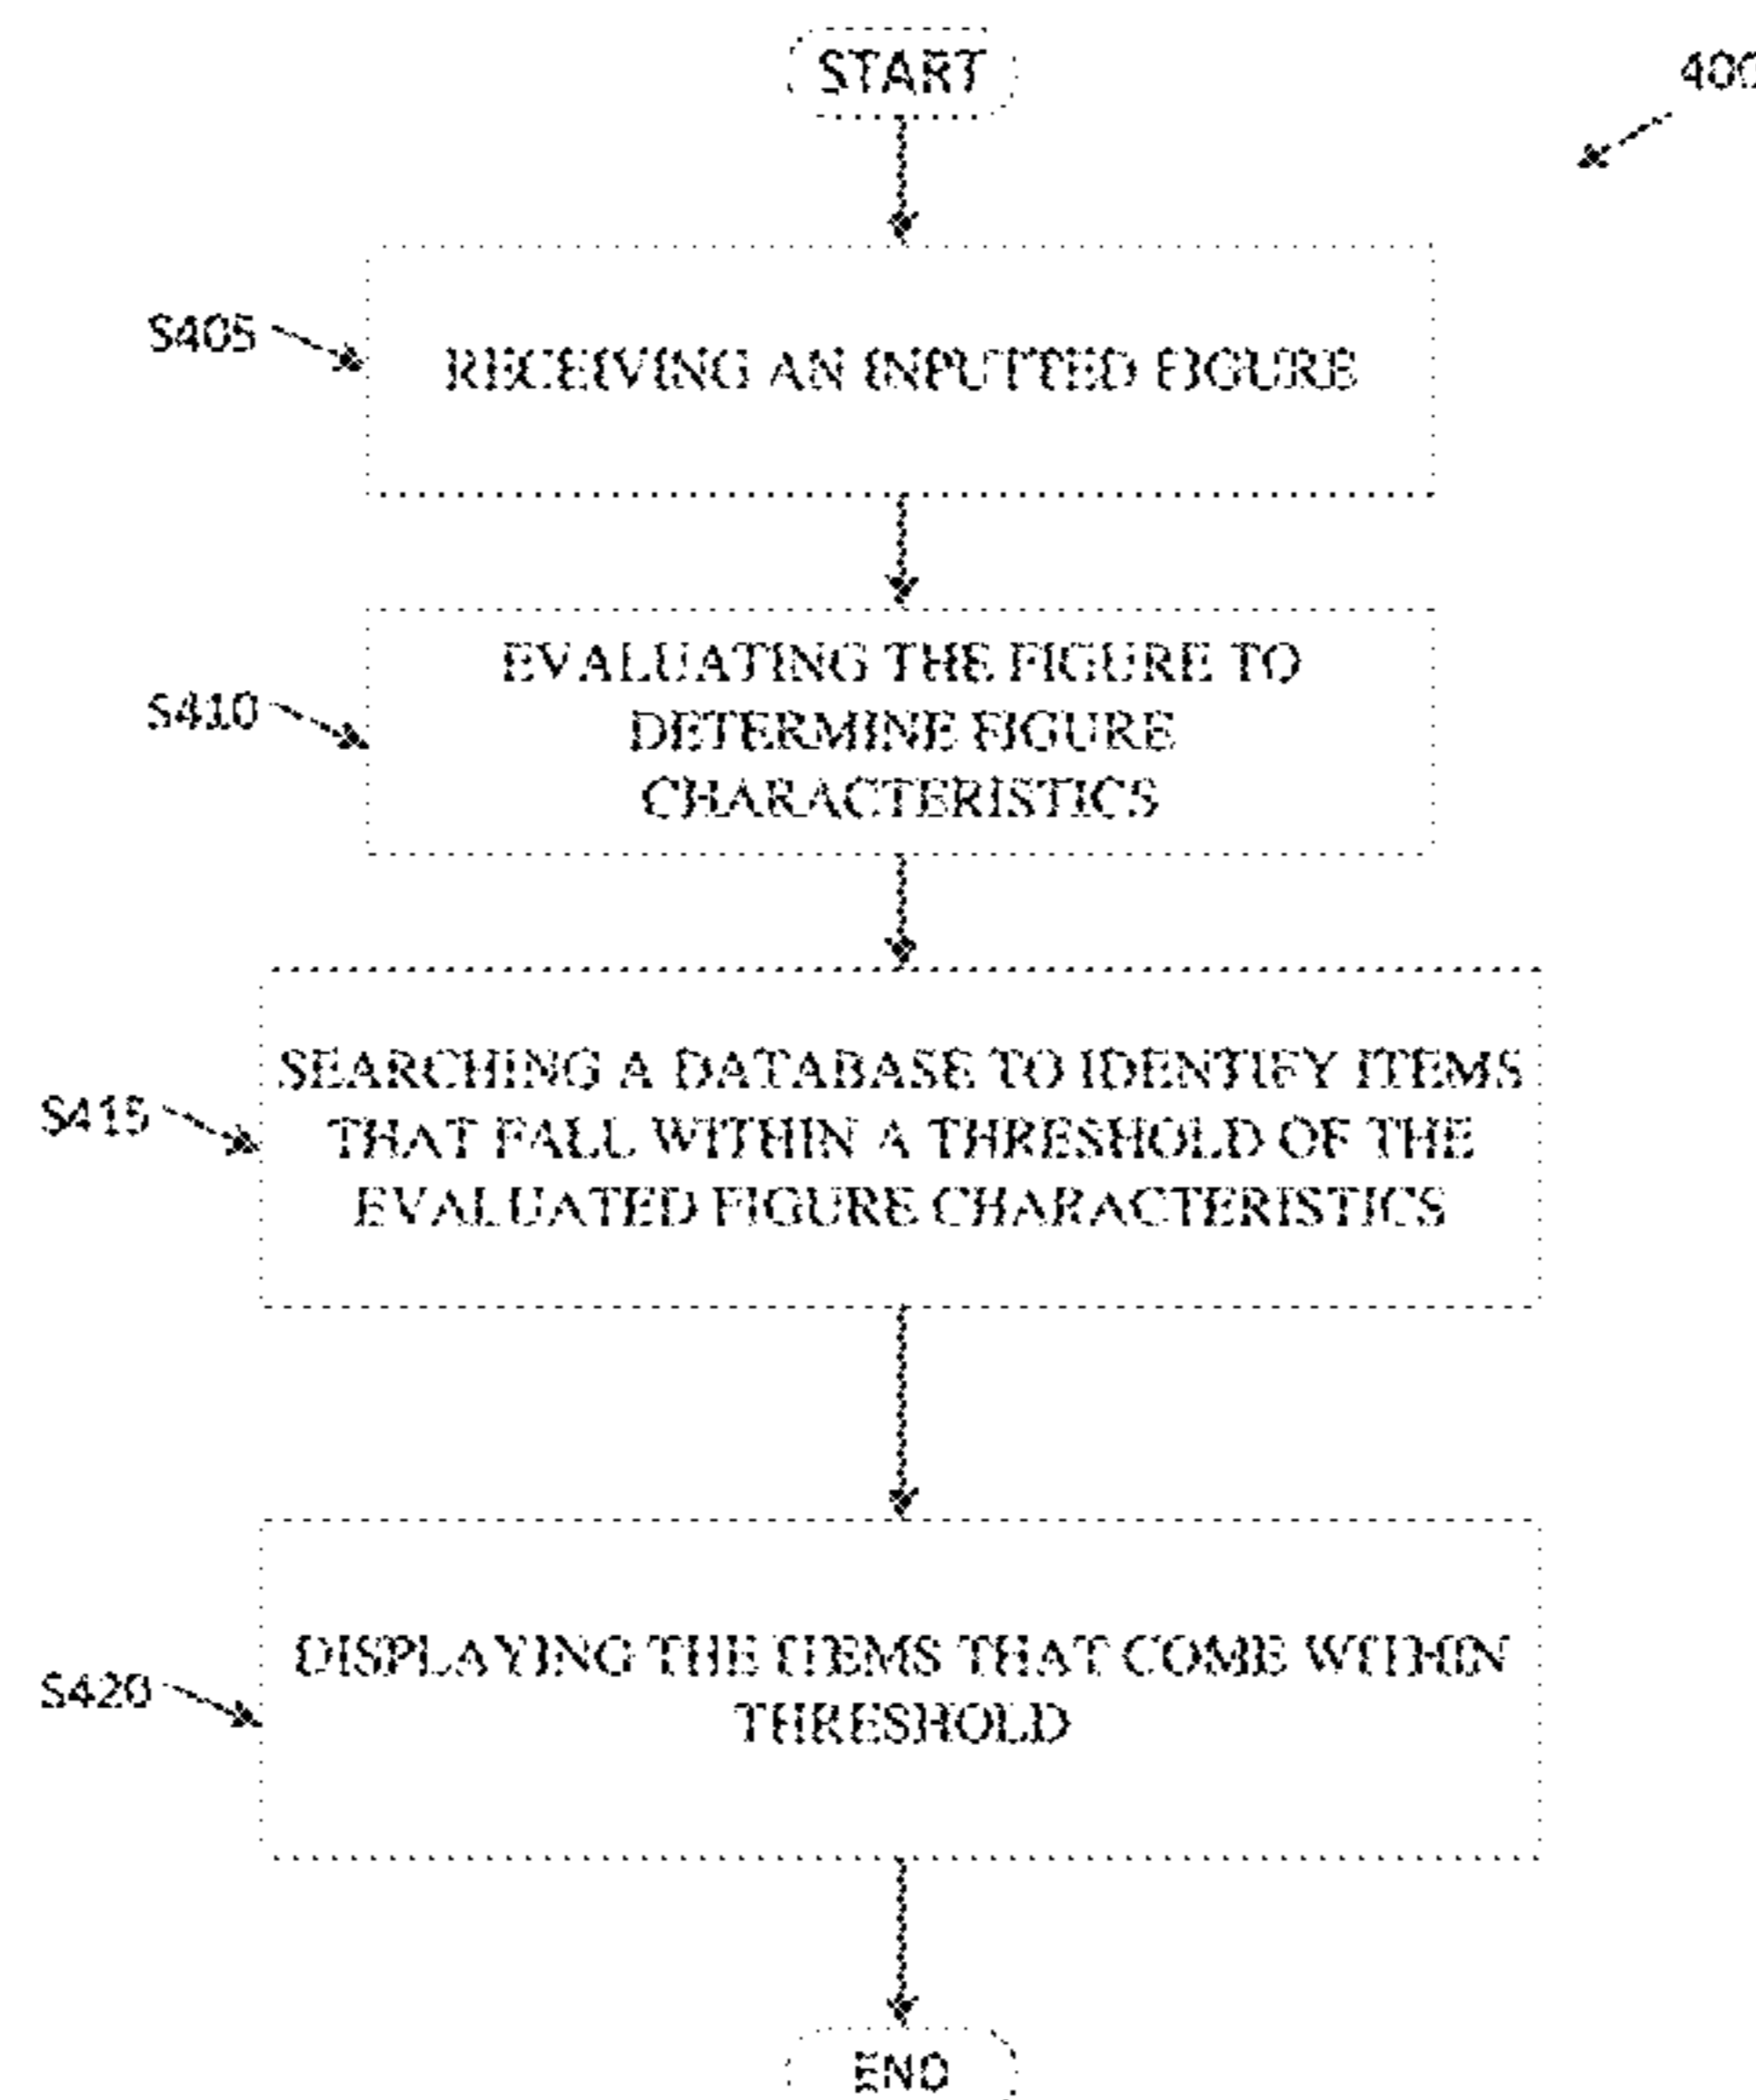 START
400
S405
RECEIVING AN INPUTTED FIGURE
S410
EVALUATING THE FIGURE TO
DETERMINE FIGURE
CHARACTERISTICS
S415
SEARCHING A DATABASE TO IDENTIFY ITEMS
THAT FALL WITHIN A THRESHOLD OF THE
EVALUATED FIGURE CHARACTERISTICS
S420
DISPLAYING THE ITEMS THAT COME WITHIN
THRESHOLD
END